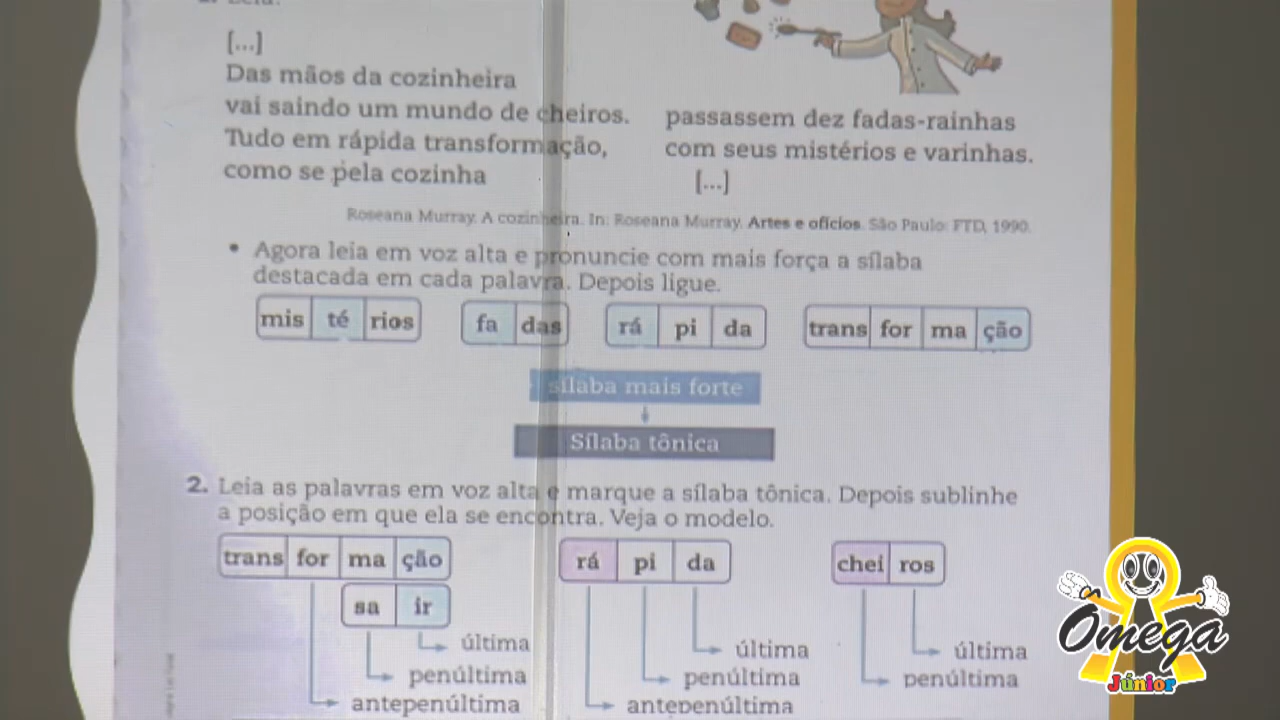 [...]
Das mãos da cozinheira
vai saindo um mundo de cheiros.
Tudo em rápida transformação,
como se pela cozinha
passassem dez fadas-rainhas
com seus mistérios e varinhas.
[...]
Roseana Murray. A cozinheira. In: Roseana Murray. Artes e ofícios. São Paulo: FTD, 1990.
• Agora leia em voz alta e pronuncie com mais força a sílaba
destacada em cada palavra. Depois ligue.
mis té rios fa das rá pi da trans for ma ção
sílaba mais forte
Sílaba tônica
2. Leia as palavras em voz alta e marque a sílaba tônica. Depois sublinhe
a posição em que ela se encontra. Veja o modelo.
trans for ma ção
sa ir
última
penúltima
antepenúltima
rá pi da
última
penúltima
antepenúltima
chei ros
última
penúltima
Ômega
Júnior